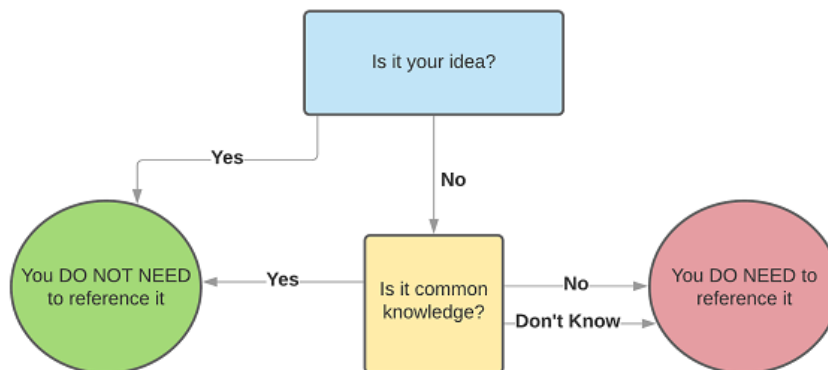 Is it your idea?
Yes
No
You DO NOT NEED
to reference it
Yes
Is it common
knowledge?
No
Don't Know
You DO NEED to
reference it